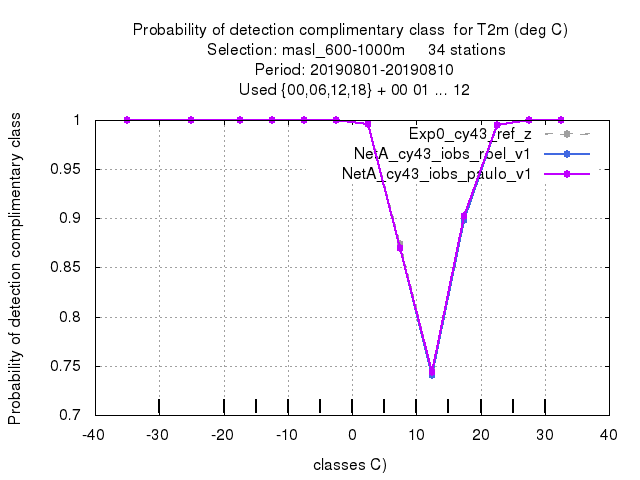 Probability of detection complimentary class  for T2m (deg C)
Selection: masl_600-1000m     34 stations
Period: 20190801-20190810
Used {00,06,12,18} + 00 01 ... 12
Probability of detection complimentary class
1
0.95
0.9
0.85
0.8
0.75
0.7
Exp0_cy43_ref_z
NetA_cy43_iobs_roel_v1
NetA_cy43_iobs_paulo_v1
-40 -30 -20 -10 0 10 20 30 40
classes C)